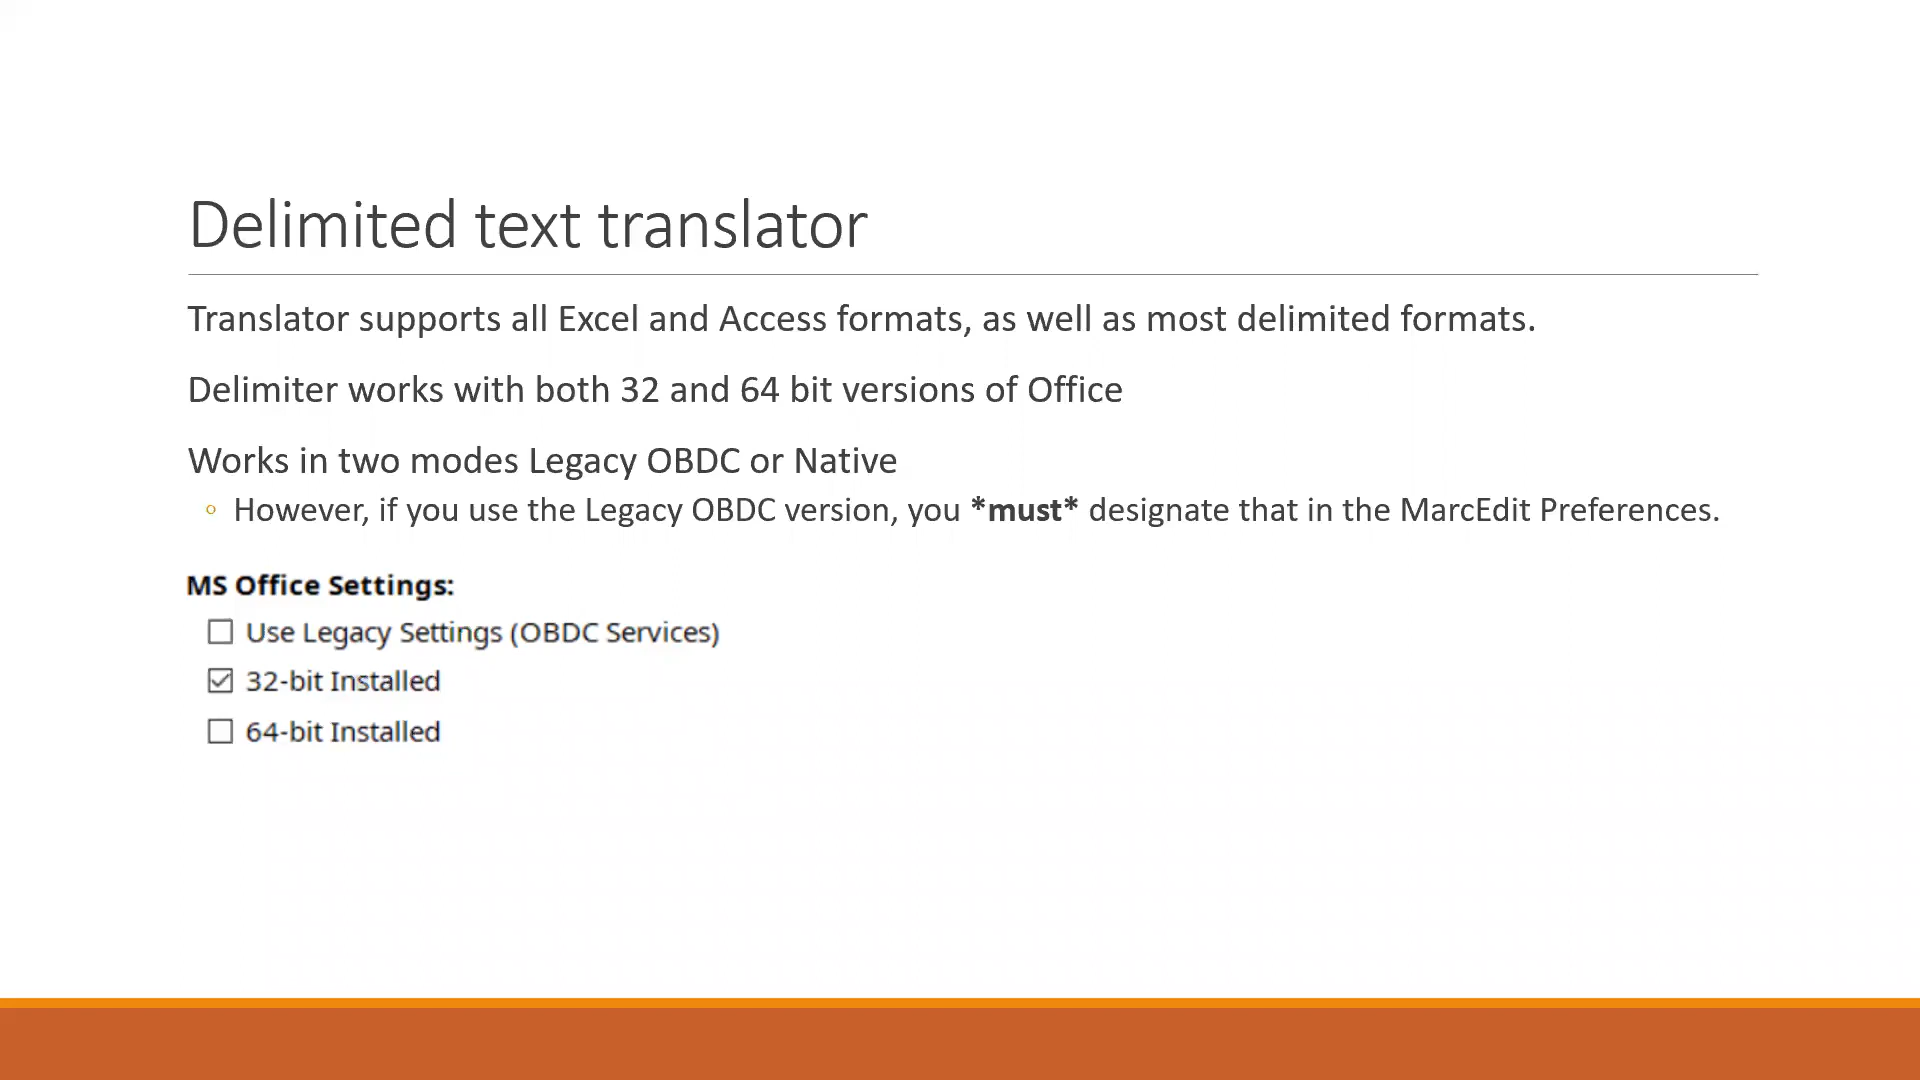 Delimited text translator
Translator supports all Excel and Access formats, as well as most delimited formats.
Delimiter works with both 32 and 64 bit versions of Office
Works in two modes Legacy OBDC or Native
However, if you use the Legacy OBDC version, you *must* designate that in the MarcEdit Preferences.
MS Office Settings:
Use Legacy Settings (OBDC Services)
32-bit Installed
64-bit Installed